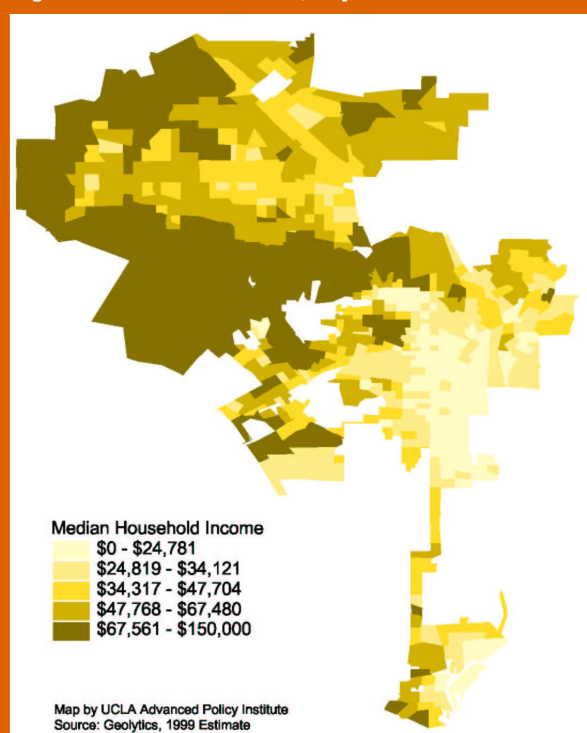 Median Household Income
$0 - $24,781
$24,819 - $34,121
$34,317 - $47,704
$47,768 - $67,480
$67,561 - $150,000
Map by UCLA Advanced Policy Institute
Source: Geolytics, 1999 Estimate